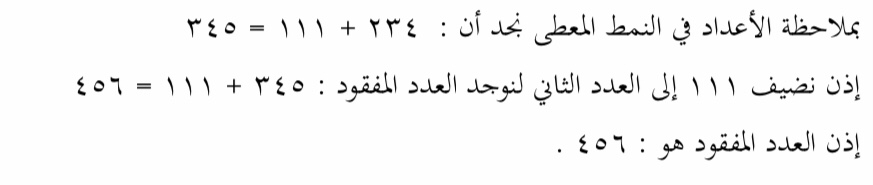 بملاحظة الأعداد في النمط المعطى نجد أن : ٢٣٤ + ١١١ = ٣٤٥
إذن نضيف ١١١ إلى العدد الثاني لنوجد العدد المفقود : ٣٤٥ + ١١١ = ٤٥٦
إذن العدد المفقود هو : ٤٥٦ .